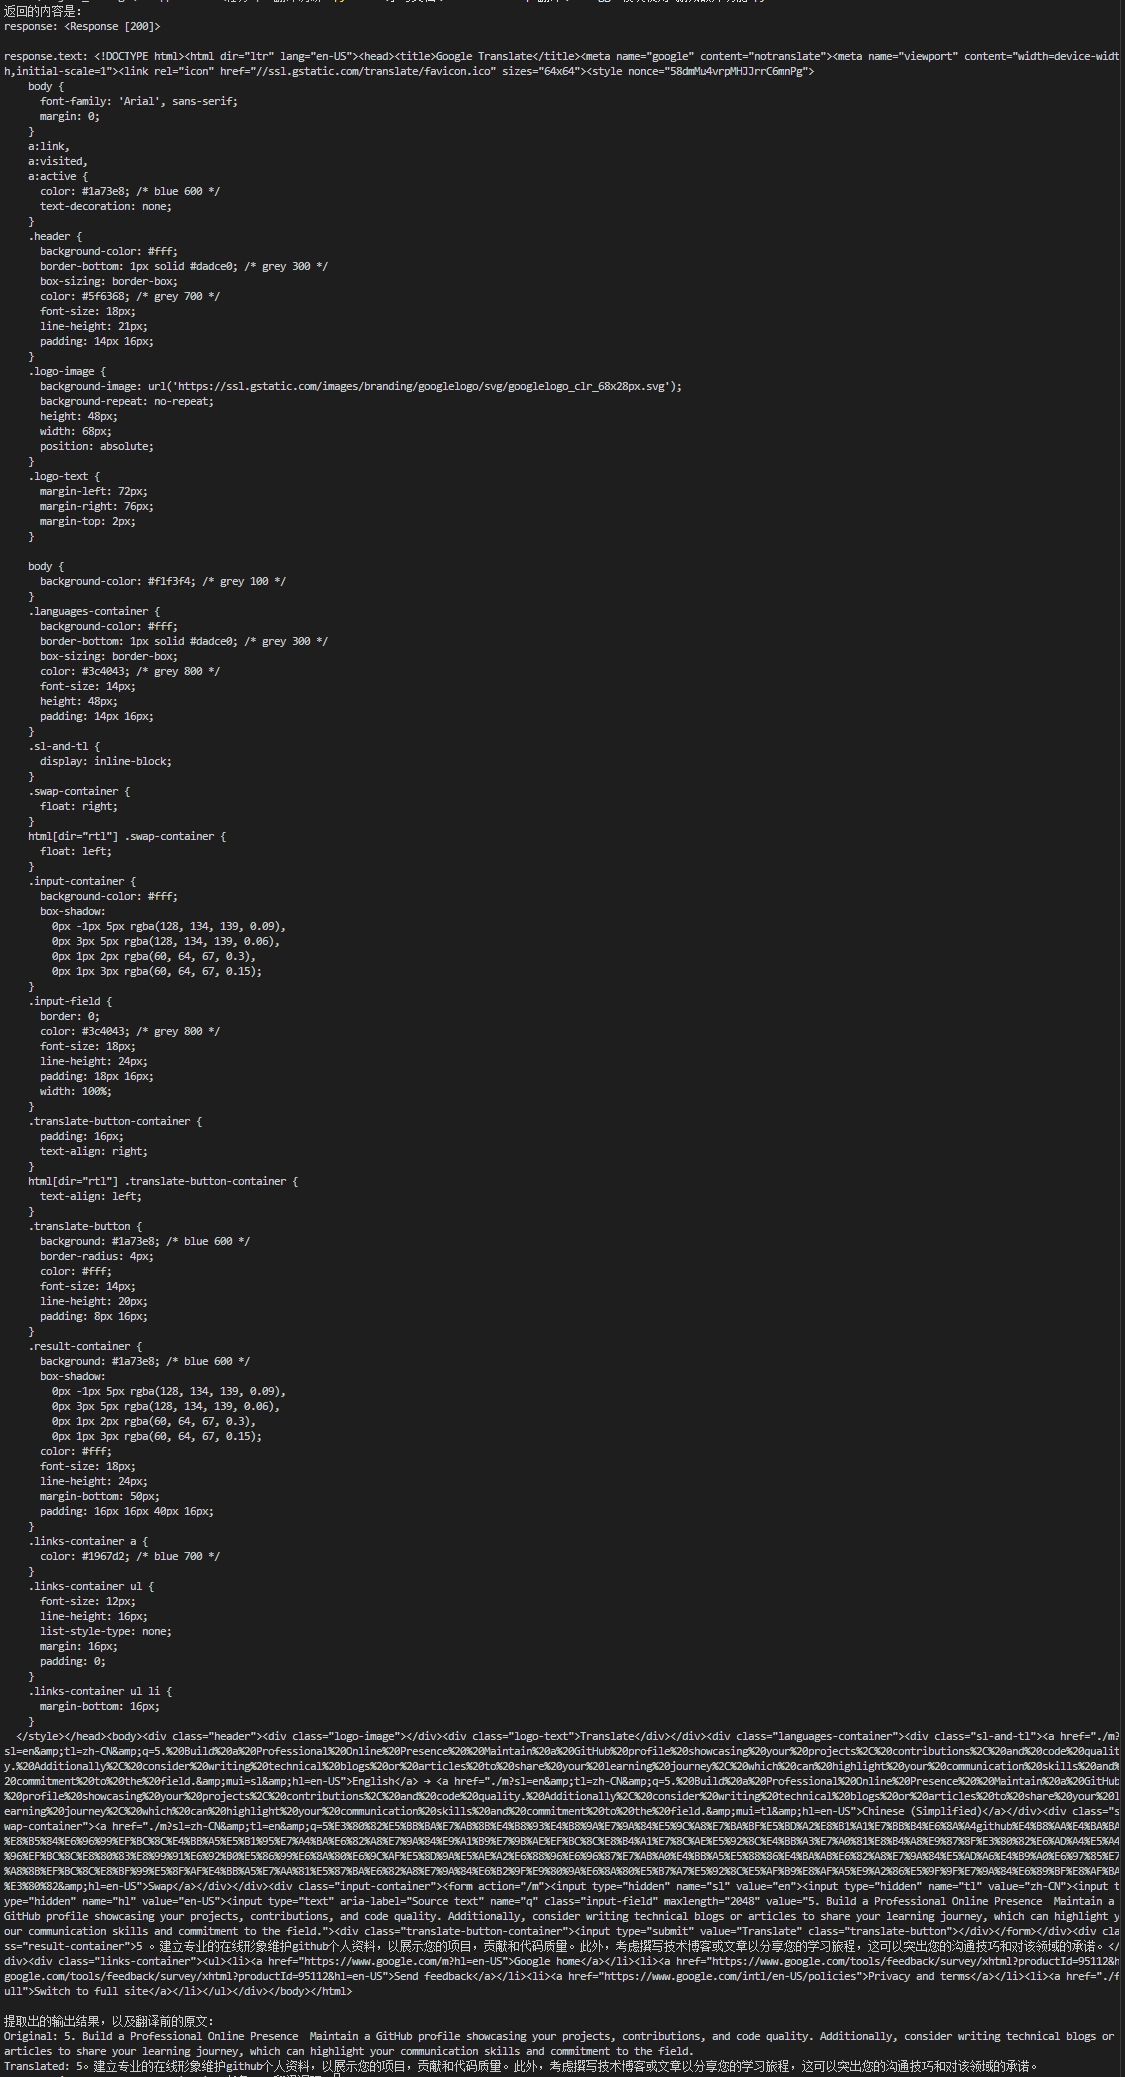 返回的内容是:
response: <Response [200]>
response.text: <!DOCTYPE html><html dir="ltr" lang="en-US"><head><title>Google Translate</title><meta name="google" content="notranslate"><meta name="viewport" content="width=device-widt
h,initial-scale=1"><link rel="icon" href="//ssl.gstatic.com/translate/favicon.ico" sizes="64x64"><style nonce="58dmMu4vrpMHJJrrC6mnPg">
body {
font-family: 'Arial', sans-serif;
margin: 0;
}
a:link,
a:visited,
a:active {
color: #1a73e8; /* blue 600 */
text-decoration: none;
}
.header {
background-color: #fff;
border-bottom: 1px solid #dadce0; /* grey 300 */
box-sizing: border-box;
color: #5f6368; /* grey 700 */
font-size: 18px;
line-height: 21px;
padding: 14px 16px;
}
.logo-image {
background-image: url('https://ssl.gstatic.com/images/branding/googlelogo/svg/googlelogo_clr_68x28px.svg');
background-repeat: no-repeat;
height: 48px;
width: 68px;
position: absolute;
}
.logo-text {
margin-left: 72px;
margin-right: 76px;
margin-top: 2px;
}
body {
background-color: #f1f3f4; /* grey 100 */
}
.languages-container {
background-color: #fff;
border-bottom: 1px solid #dadce0; /* grey 300 */
box-sizing: border-box;
color: #3c4043; /* grey 800 */
font-size: 14px;
height: 48px;
padding: 14px 16px;
}
.sl-and-tl {
display: inline-block;
}
.swap-container {
float: right;
}
html[dir="rtl"] .swap-container {
float: left;
}
.input-container {
background-color: #fff;
box-shadow:
0px -1px 5px rgba(128, 134, 139, 0.09),
0px 3px 5px rgba(128, 134, 139, 0.06),
0px 1px 2px rgba(60, 64, 67, 0.3),
0px 1px 3px rgba(60, 64, 67, 0.15);
}
.input-field {
border: 0;
color: #3c4043; /* grey 800 */
font-size: 18px;
line-height: 24px;
padding: 18px 16px;
width: 100%;
}
.translate-button-container {
padding: 16px;
text-align: right;
}
html[dir="rtl"] .translate-button-container {
text-align: left;
}
.translate-button {
background: #1a73e8; /* blue 600 */
border-radius: 4px;
color: #fff;
font-size: 14px;
line-height: 20px;
padding: 8px 16px;
}
.result-container {
background: #1a73e8; /* blue 600 */
box-shadow:
0px -1px 5px rgba(128, 134, 139, 0.09),
0px 3px 5px rgba(128, 134, 139, 0.06),
0px 1px 2px rgba(60, 64, 67, 0.3),
0px 1px 3px rgba(60, 64, 67, 0.15);
color: #fff;
font-size: 18px;
line-height: 24px;
margin-bottom: 50px;
padding: 16px 16px 40px 16px;
}
.links-container a {
color: #1967d2; /* blue 700 */
}
.links-container ul {
font-size: 12px;
line-height: 16px;
list-style-type: none;
margin: 16px;
padding: 0;
}
.links-container ul li {
margin-bottom: 16px;
}
</style></head><body><div class="header"><div class="logo-image"></div><div class="logo-text">Translate</div></div><div class="languages-container"><div class="sl-and-tl"><a href="./m?
sl=en&amp;tl=zh-CN&amp;q=5.%20Build%20a%20Professional%20Online%20Presence%20%20Maintain%20a%20GitHub%20profile%20showcasing%20your%20projects%2C%20contributions%2C%20and%20code%20qualit
y.%20Additionally%2C%20consider%20writing%20technical%20blogs%20or%20articles%20to%20share%20your%20learning%20journey%2C%20which%20can%20highlight%20your%20communication%20skills%20and%
20commitment%20to%20the%20field.&amp;mui=sl&amp;hl=en-US">English</a> → <a href="./m?sl=en&amp;tl=zh-CN&amp;q=5.%20Build%20a%20Professional%20Online%20Presence%20%20Maintain%20a%20GitHub
%20profile%20showcasing%20your%20projects%2C%20contributions%2C%20and%20code%20quality.%20Additionally%2C%20consider%20writing%20technical%20blogs%20or%20articles%20to%20share%20your%20l
earning%20journey%2C%20which%20can%20highlight%20your%20communication%20skills%20and%20commitment%20to%20the%20field.&amp;mui=tl&amp;hl=en-US">Chinese (Simplified)</a></div><div class="s
%E3%80%82&amp;hl=en-US">Swap</a></div></div><div class="input-container"><form action="/m"><input type="hidden" name="sl" value="en"><input type="hidden" name="tl" value="zh-CN"><input t
ype="hidden" name="hl" value="en-US"><input type="text" aria-label="Source text" name="q" class="input-field" maxlength="2048" value="5. Build a Professional Online Presence  Maintain a
GitHub profile showcasing your projects, contributions, and code quality. Additionally, consider writing technical blogs or articles to share your learning journey, which can highlight y
our communication skills and commitment to the field."><div class="translate-button-container"><input type="submit" value="Translate" class="translate-button"></div></form></div><div cla
ss="result-container">5 。建立专业的在线形象维护github个人资料，以展示您的项目，贡献和代码质量。此外，考虑撰写技术博客或文章以分享您的学习旅程，这可以突出您的沟通技巧和对该领域的承诺。</
div><div class="links-container"><ul><li><a href="https://www.google.com/m?hl=en-US">Google home</a></li><li><a href="https://www.google.com/tools/feedback/survey/xhtml?productId=95112&h
google.com/tools/feedback/survey/xhtml?productId=95112&hl=en-US">Send feedback</a></li><li><a href="https://www.google.com/intl/en-US/policies">Privacy and terms</a></li><li><a href="./f
ull">Switch to full site</a></li></ul></div></body></html>
提取出的输出结果，以及翻译前的原文:
Original: 5. Build a Professional Online Presence  Maintain a GitHub profile showcasing your projects, contributions, and code quality. Additionally, consider writing technical blogs or
articles to share your learning journey, which can highlight your communication skills and commitment to the field.
Translated: 5。建立专业的在线形象维护github个人资料，以展示您的项目，贡献和代码质量。此外，考虑撰写技术博客或文章以分享您的学习旅程，这可以突出您的沟通技巧和对该领域的承诺。